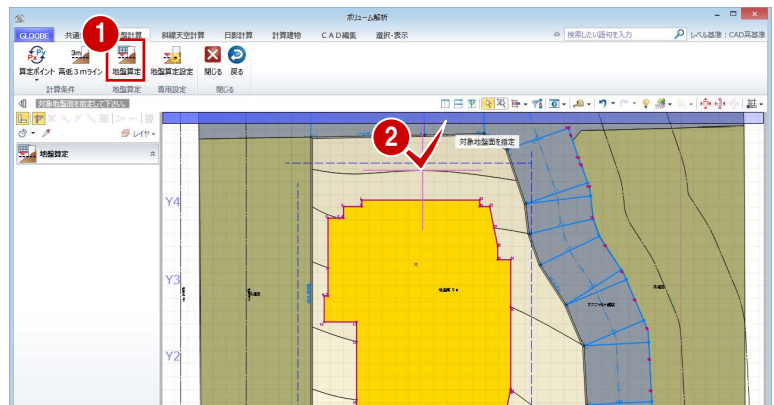 ボリューム解析
GLOOBE
斜線天空計算
日影計算
計算建物
CAD編集
選択・表示
検索したい語句を入力
レベル基準:CAD高基準
1
算定ポイント
高低3mライン
地盤算定
地盤算定設定
閉じる
戻る
計算条件
地盤算定
専用設定
閉じる
対象地盤面を指定して下さい。
レイヤ
地盤算定
2
対象地盤面を指定
Y4
Y3
Y2